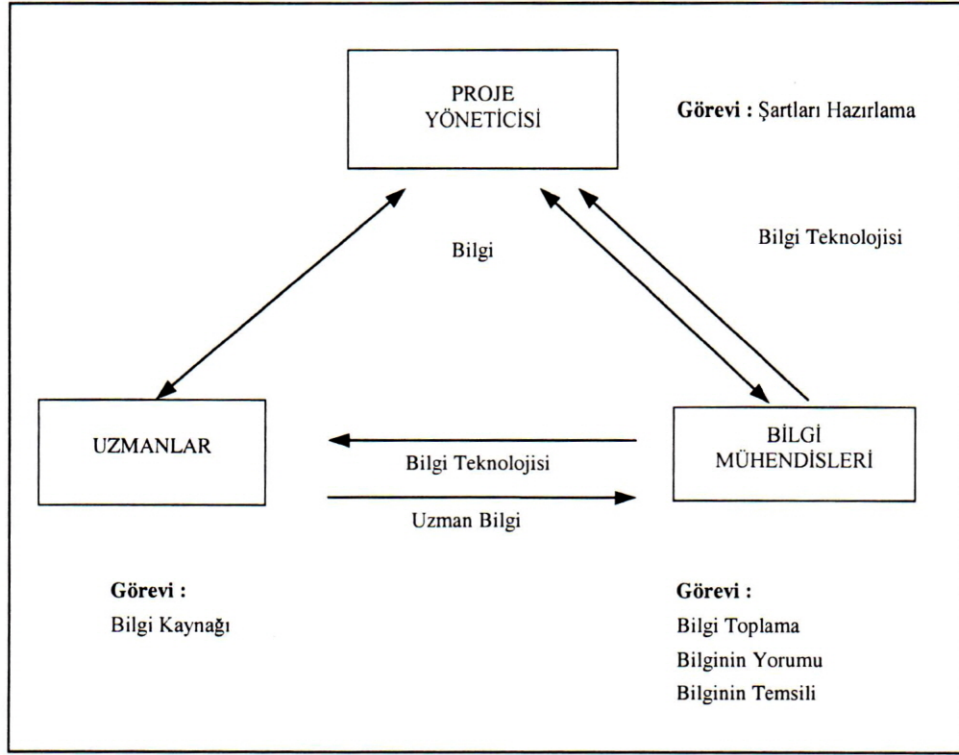 PROJE
YÖNETİCİSİ
Görevi : Şartları Hazırlama
Bilgi
Bilgi Teknolojisi
UZMANLAR
BİLGİ
MÜHENDİSLERİ
Bilgi Teknolojisi
Uzman Bilgi
Görevi :
Bilgi Kaynağı
Görevi :
Bilgi Toplama
Bilginin Yorumu
Bilginin Temsili